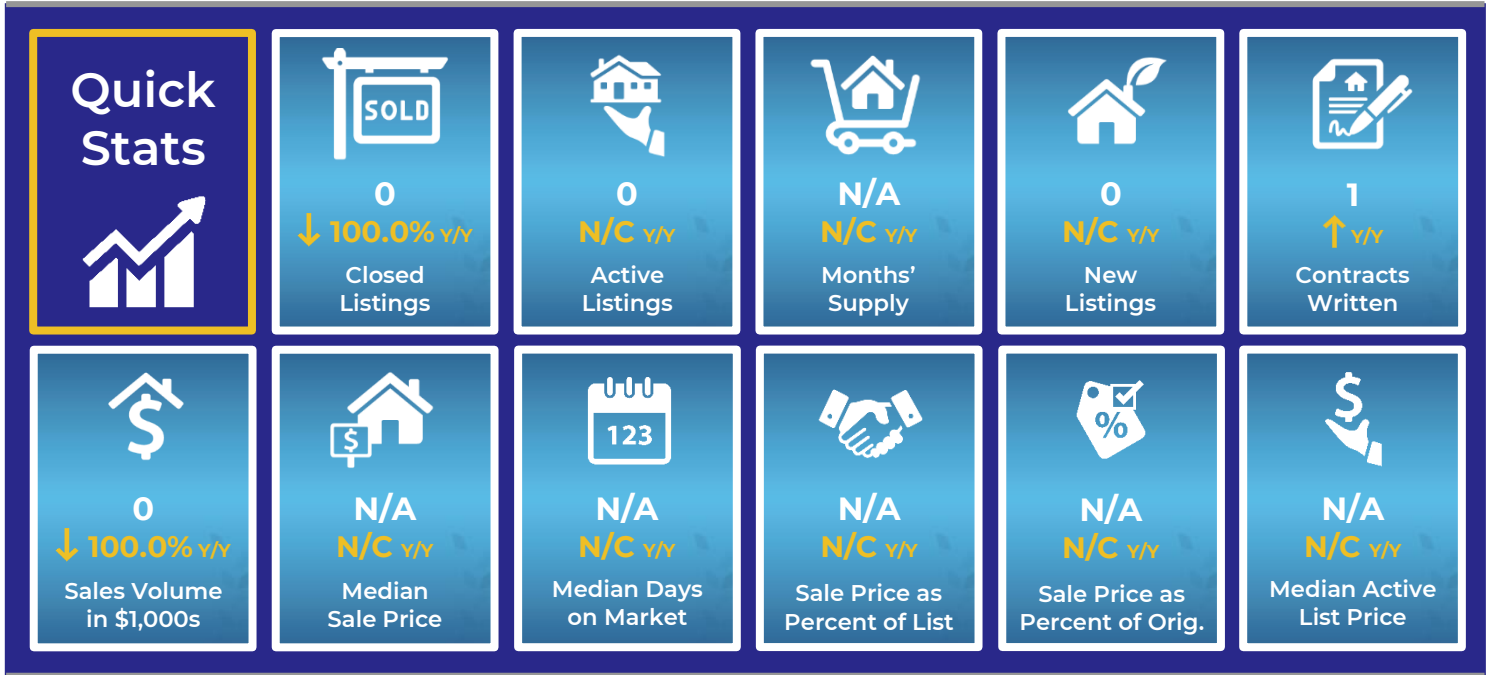 Quick
Stats
SOLD
0
↓ 100.0% Y/Y
Closed
Listings
0
N/C Y/Y
Active
Listings
N/A
N/C Y/Y
Months’
Supply
0
N/C Y/Y
New
Listings
1
↑ Y/Y
Contracts
Written
$
0
↓ 100.0% Y/Y
Sales Volume
in $1,000s
$
N/A
N/C Y/Y
Median
Sale Price
123
N/A
N/C Y/Y
Median Days
on Market
N/A
N/C Y/Y
Sale Price as
Percent of List
%
N/A
N/C Y/Y
Sale Price as
Percent of Orig.
$
N/A
N/C Y/Y
Median Active
List Price